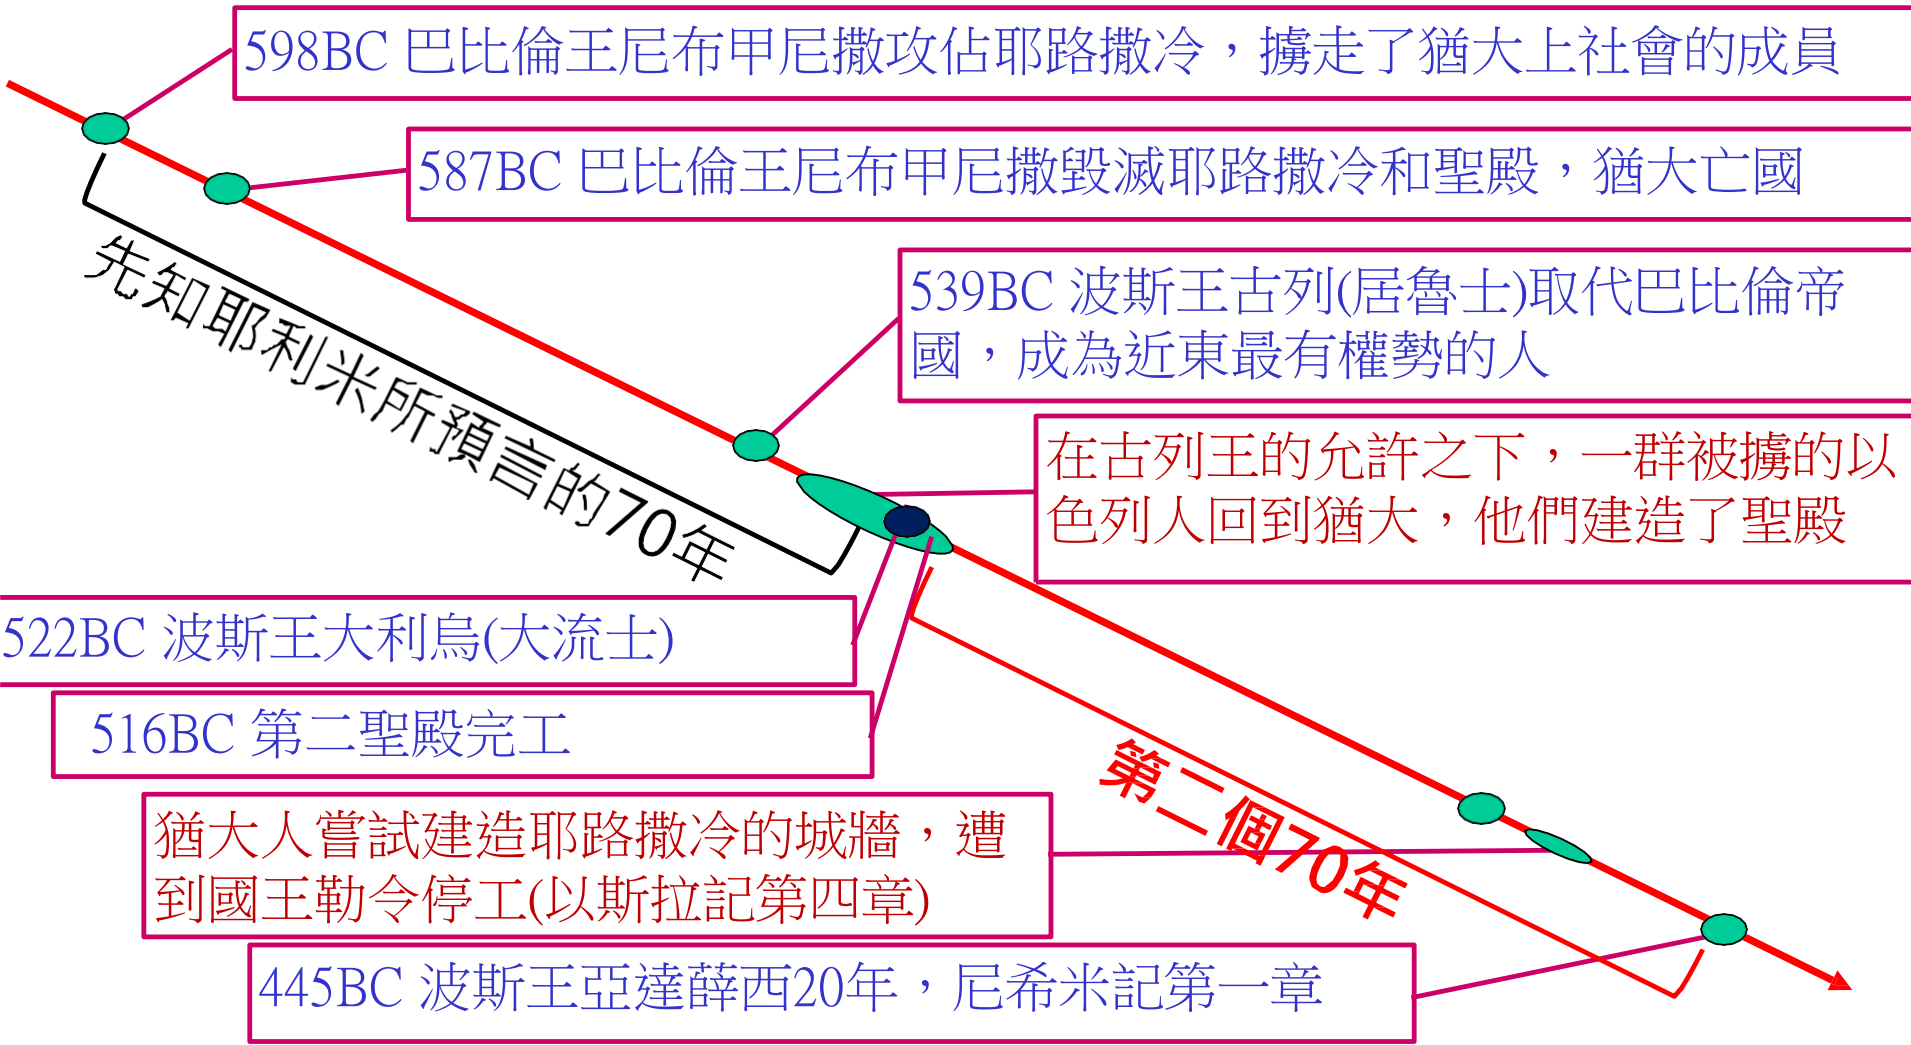 598BC 巴比倫王尼布甲尼撒攻佔耶路撒冷，擄走了猶大上社會的成員
587BC 巴比倫王尼布甲尼撒毀滅耶路撒冷和聖殿，猶大亡國
先知耶利米所預言的70年
539BC 波斯王古列(居魯士)取代巴比倫帝
國，成為近東最有權勢的人
在古列王的允許之下，一群被擄的以
色列人回到猶大，他們建造了聖殿
522BC 波斯王大利烏(大流士)
516BC 第二聖殿完工
第二個70年
猶大人嘗試建造耶路撒冷的城牆，遭
到國王勒令停工(以斯拉記第四章)
445BC 波斯王亞達薛西20年，尼希米記第一章